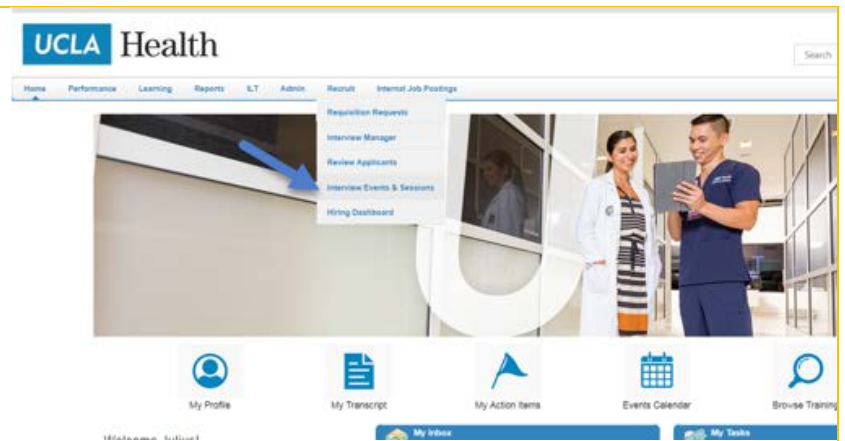 UCLA Health
Search
Home Performance Learning Reports ILT Admin Recruit Internal Job Postings
Requisition Requests
Interview Manager
Review Applicants
Interview Events & Sessions
Hiring Dashboard
My Profile My Transcript My Action Items Events Calendar Browse Training
Welcome, Julius!
My Inbox
My Tasks